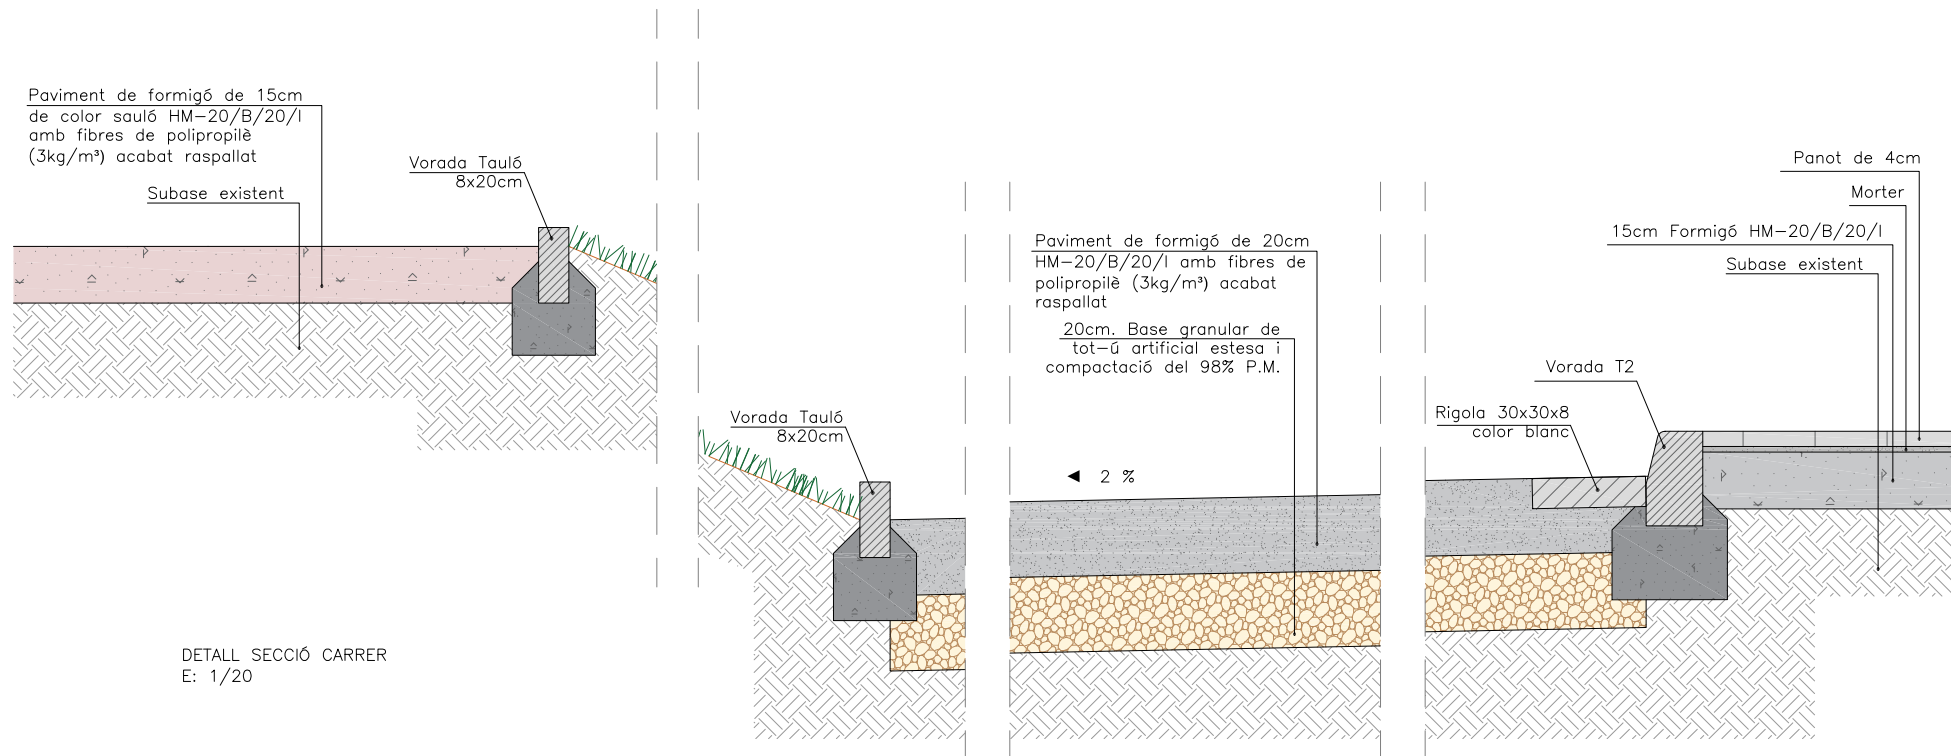 Paviment de formigó de 15cm
de color sauló HM-20/B/20/I
amb fibres de polipropilè
(3kg/m³) acabat raspallat
Subase existent
Vorada Tauló
8x20cm
Vorada Tauló
8x20cm
Paviment de formigó de 20cm
HM-20/B/20/I amb fibres de
polipropilè (3kg/m³) acabat
raspallat
20cm. Base granular de
tot-ú artificial estesa i
compactació del 98% P.M.
2 %
Panot de 4cm
Morter
15cm Formigó HM-20/B/20/I
Subase existent
Vorada T2
Rigola 30x30x8
color blanc
DETALL SECCIÓ CARRER
E: 1/20